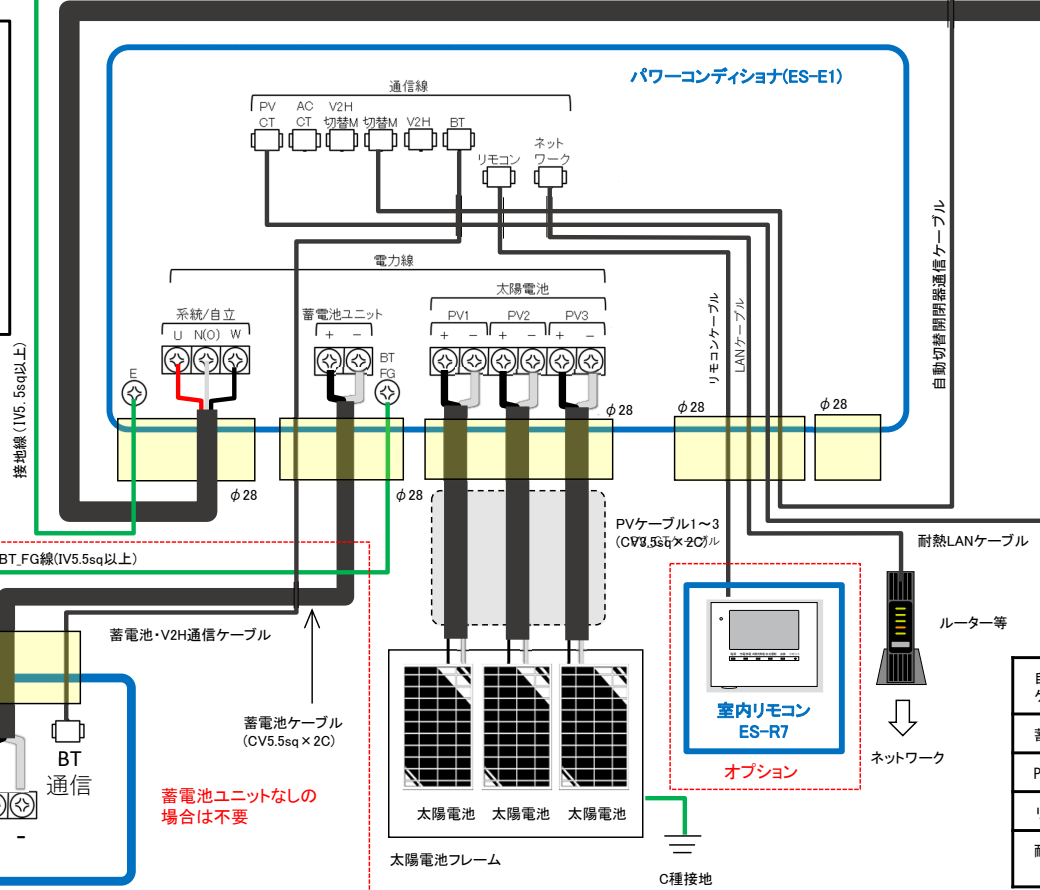 パワーコンディショナ(ES-E1)
通信線
PV
CT
AC
CT
V2H
切替M
切替M
V2H
BT
リモコン
ネット
ワーク
電力線
系統/自立
U N(O) W
蓄電池ユニット
+ −
太陽電池
PV1
PV2
PV3
+ −
+ −
+ −
E
BT
FG
リモコンケーブル
LANケーブル
自動切替開閉器通信ケーブル
接地線(IV5.5sq以上)
φ28
φ28
φ28
φ28
φ28
PVケーブル1～3
(CV3.5sq×2C)
BT_FG線(IV5.5sq以上)
耐熱LANケーブル
蓄電池・V2H通信ケーブル
蓄電池ケーブル
(CV5.5sq×2C)
ルーター等
ネットワーク
室内リモコン
ES-R7
オプション
BT
通信
-
蓄電池ユニットなしの
場合は不要
太陽電池
太陽電池
太陽電池
太陽電池フレーム
C種接地